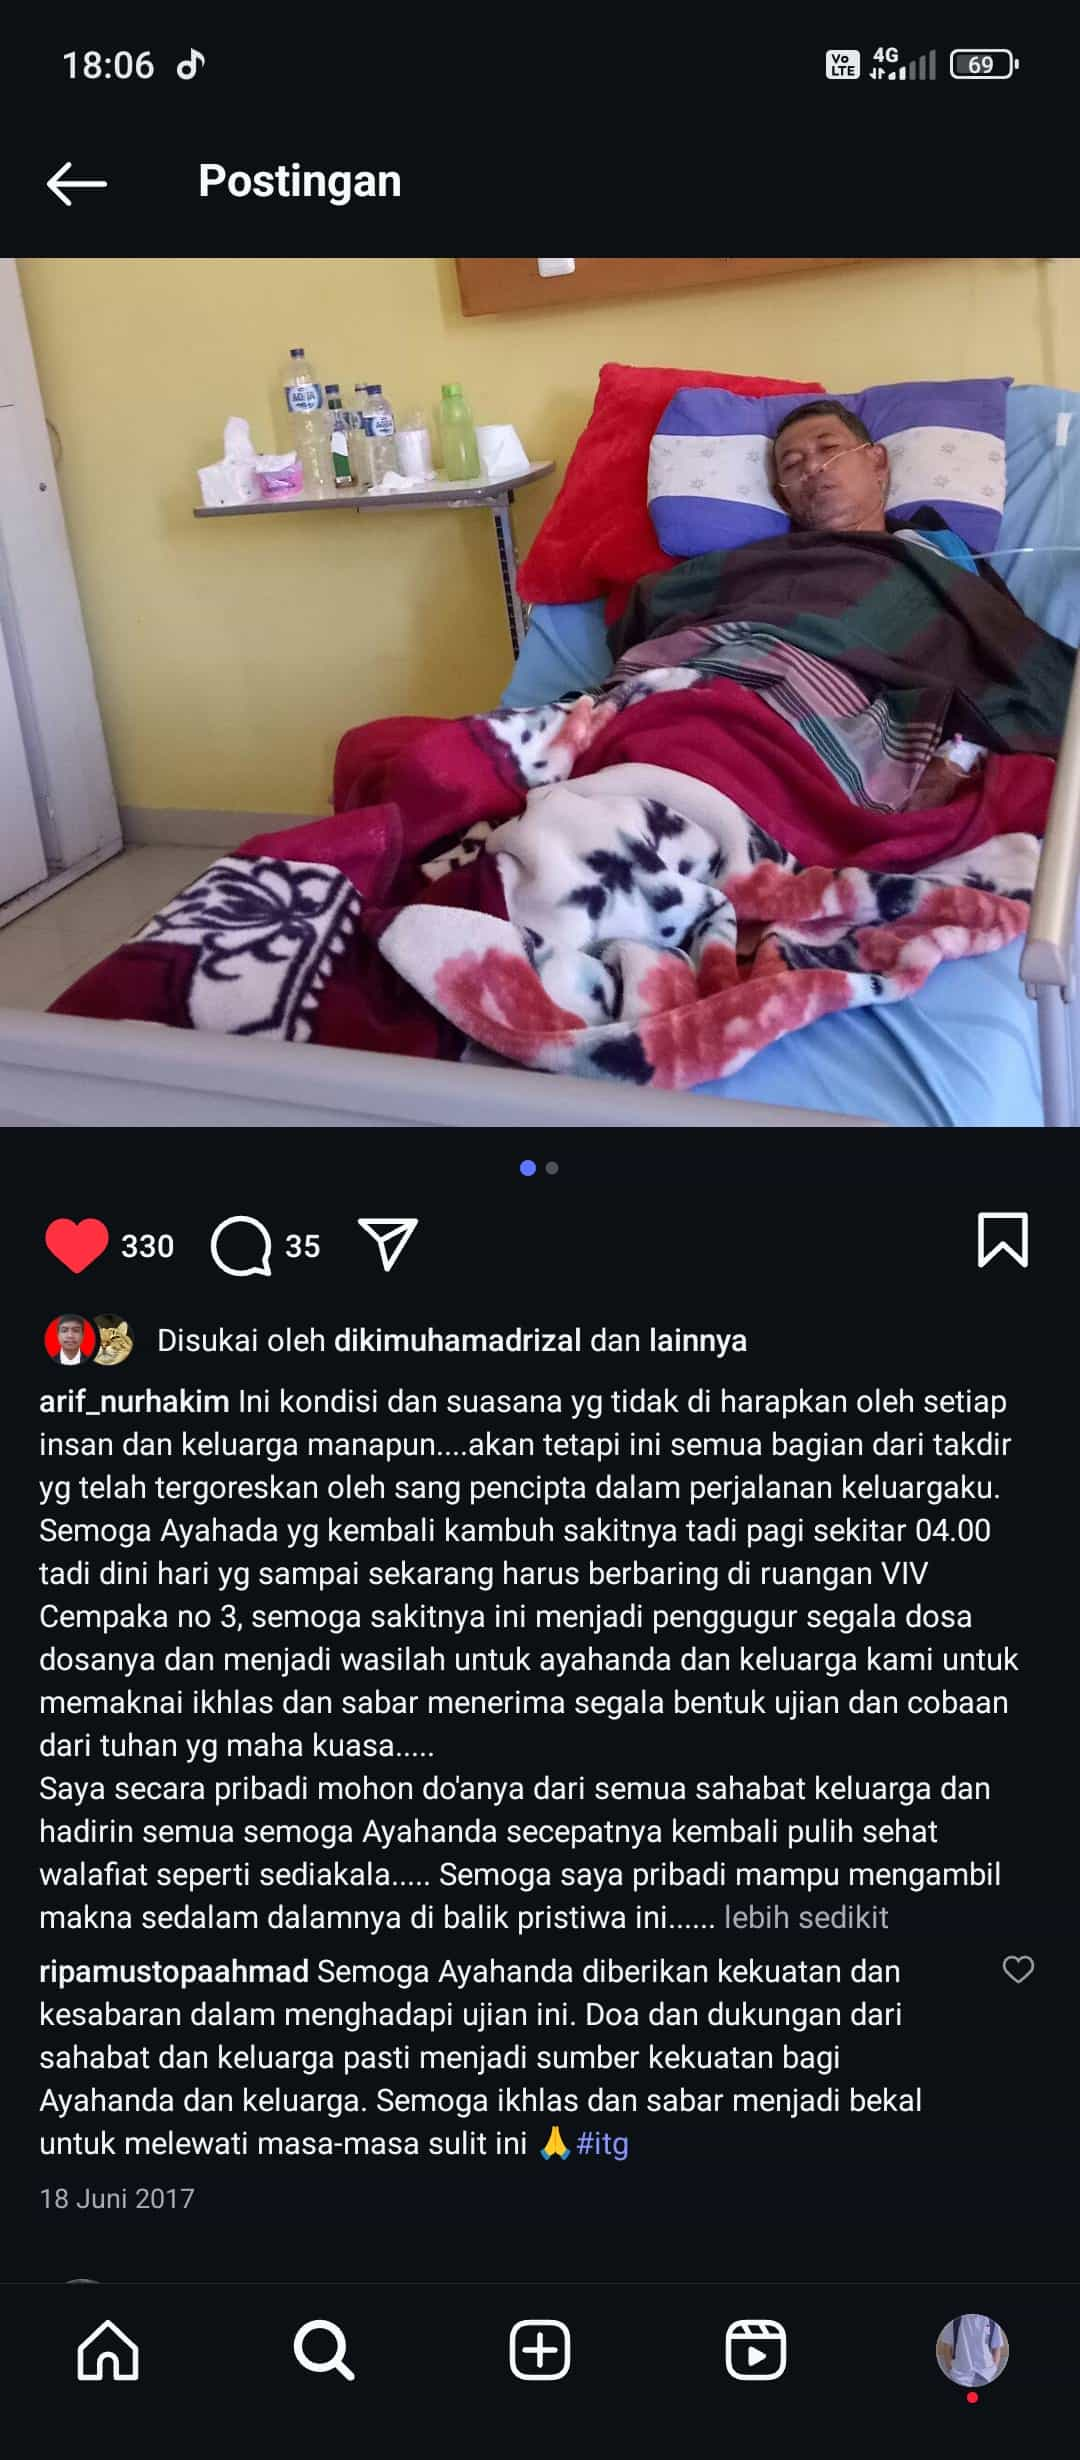 18:06
Vo LTE 4G 69
Postingan
AQUA
AQUA
330 35
Disukai oleh dikimuhamadrizal dan lainnya
arif_nurhakim Ini kondisi dan suasana yg tidak di harapkan oleh setiap
insan dan keluarga manapun....akan tetapi ini semua bagian dari takdir
yg telah tergoreskan oleh sang pencipta dalam perjalanan keluargaku.
Semoga Ayahada yg kembali kambuh sakitnya tadi pagi sekitar 04.00
tadi dini hari yg sampai sekarang harus berbaring di ruangan VIV
Cempaka no 3, semoga sakitnya ini menjadi penggugur segala dosa
dosanya dan menjadi wasilah untuk ayahanda dan keluarga kami untuk
memaknai ikhlas dan sabar menerima segala bentuk ujian dan cobaan
dari tuhan yg maha kuasa.....
Saya secara pribadi mohon do'anya dari semua sahabat keluarga dan
hadirin semua semoga Ayahanda secepatnya kembali pulih sehat
walafiat seperti sediakala..... Semoga saya pribadi mampu mengambil
makna sedalam dalamnya di balik pristiwa ini...... lebih sedikit
ripamustopaahmad Semoga Ayahanda diberikan kekuatan dan
kesabaran dalam menghadapi ujian ini. Doa dan dukungan dari
sahabat dan keluarga pasti menjadi sumber kekuatan bagi
Ayahanda dan keluarga. Semoga ikhlas dan sabar menjadi bekal
untuk melewati masa-masa sulit ini 🙏 #itg
18 Juni 2017